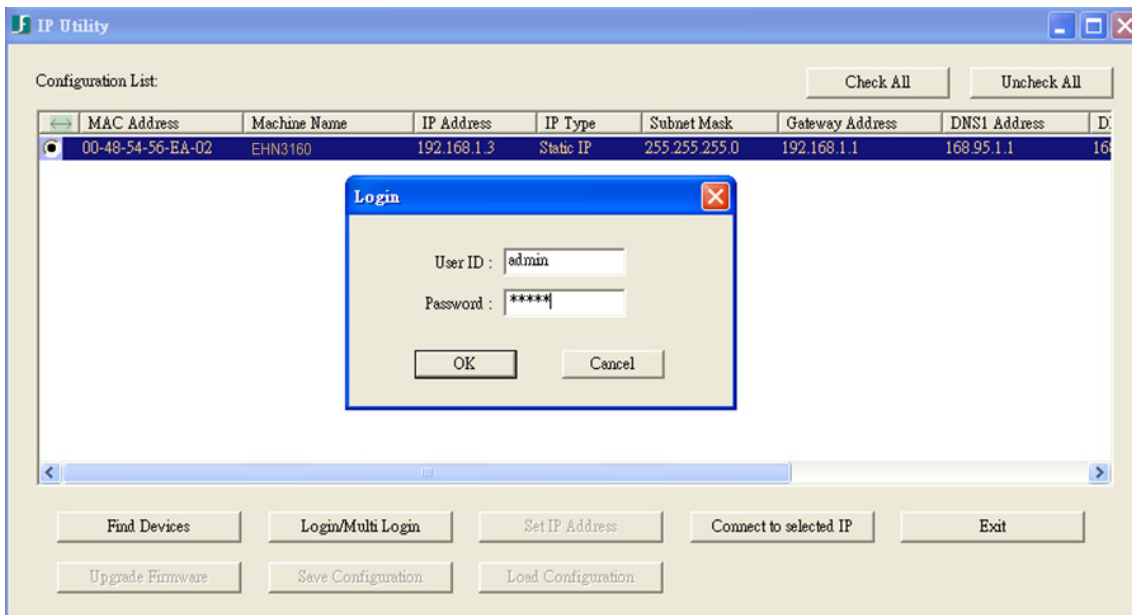 IP Utility
Configuration List:
Check All
Uncheck All
MAC Address Machine Name IP Address IP Type Subnet Mask Gateway Address DNS1 Address
00-48-54-56-EA-02 EHN3160 192.168.1.3 Static IP 255.255.255.0 192.168.1.1 168.95.1.1
Login
User ID : admin
Password : *****
OK Cancel
Find Devices Login/Multi Login Set IP Address Connect to selected IP Exit
Upgrade Firmware Save Configuration Load Configuration